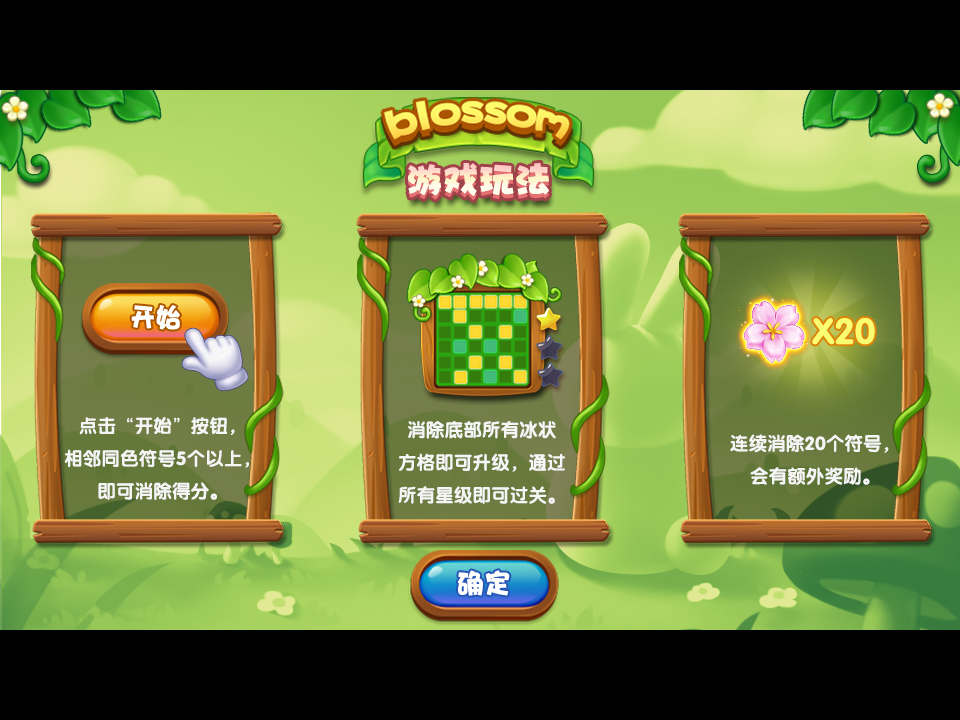 blossom
游戏玩法
开始
点击“开始”按钮，
相邻同色符号5个以上，
即可消除得分。
消除底部所有冰状
方格即可升级，通过
所有星级即可过关。
X20
连续消除20个符号，
会有额外奖励。
确定